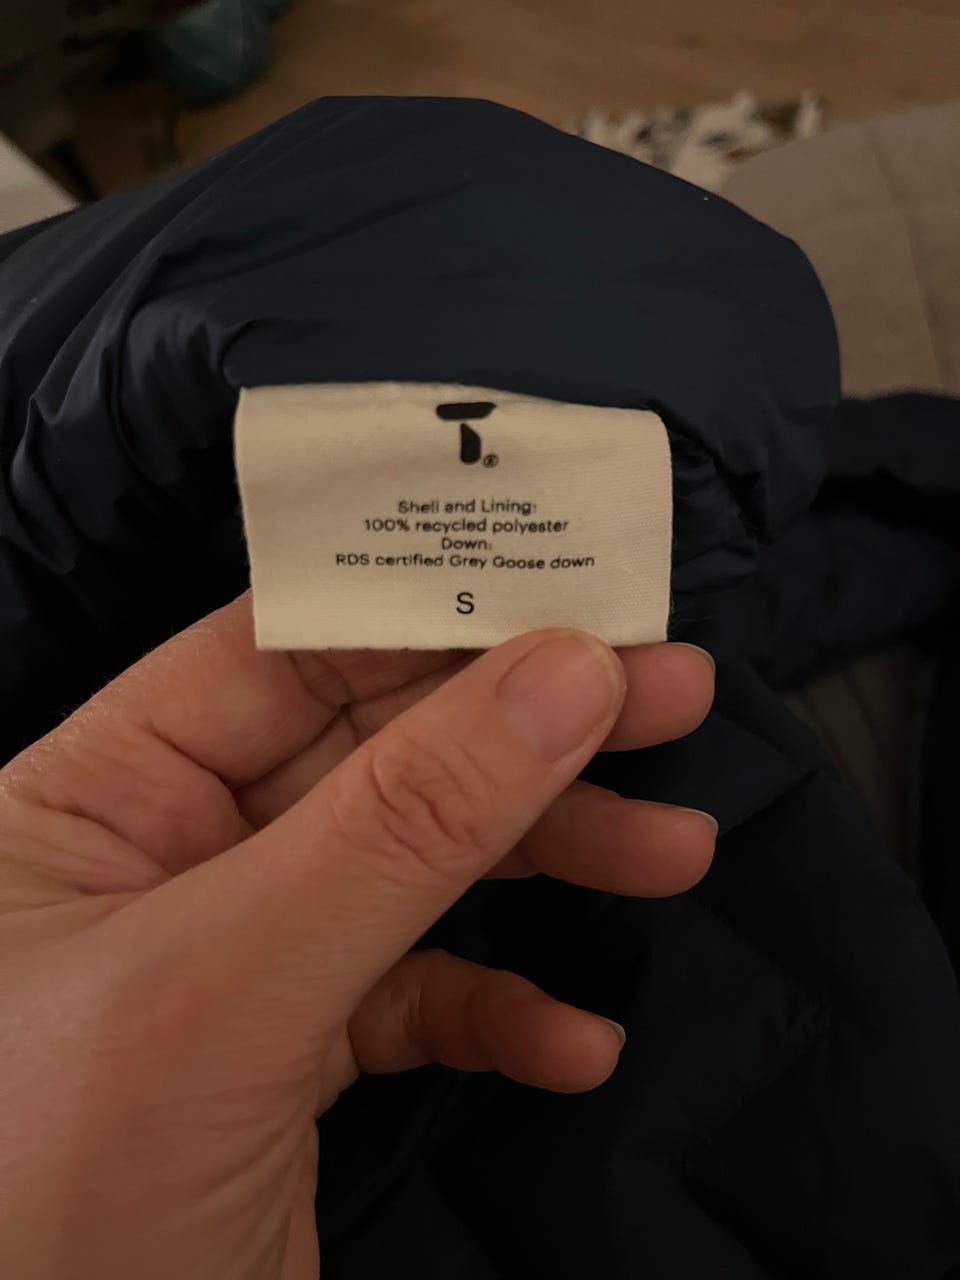 T®
Shell and Lining:
100% recycled polyester
Down:
RDS certified Grey Goose down
S